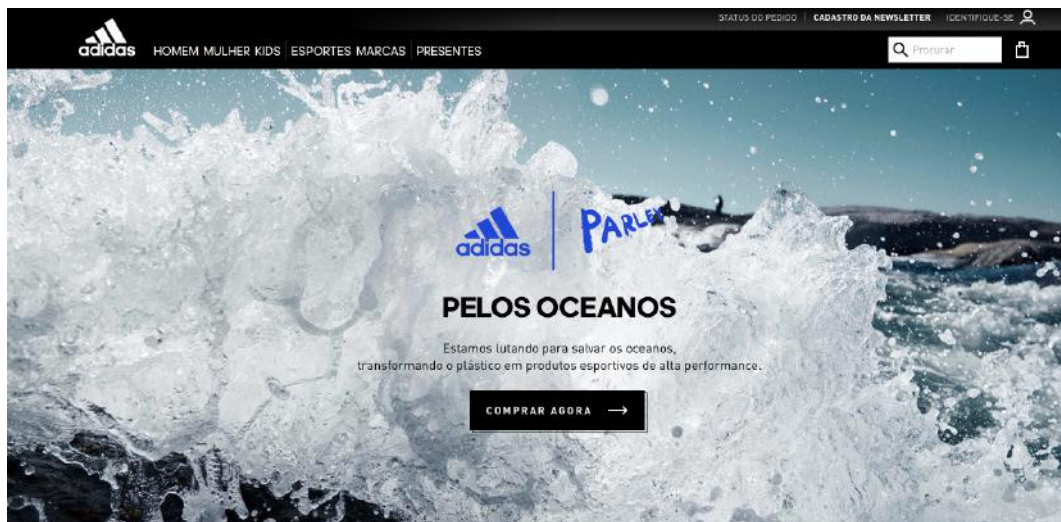 STATUS DO PEDIDO CADASTRO DA NEWSLETTER IDENTIFIQUE-SE
adidas HOMEM MULHER KIDS ESPORTES MARCAS PRESENTES Procurar
adidas PARLEY
PELOS OCEANOS
Estamos lutando para salvar os oceanos,
transformando o plástico em produtos esportivos de alta performance.
COMPRAR AGORA